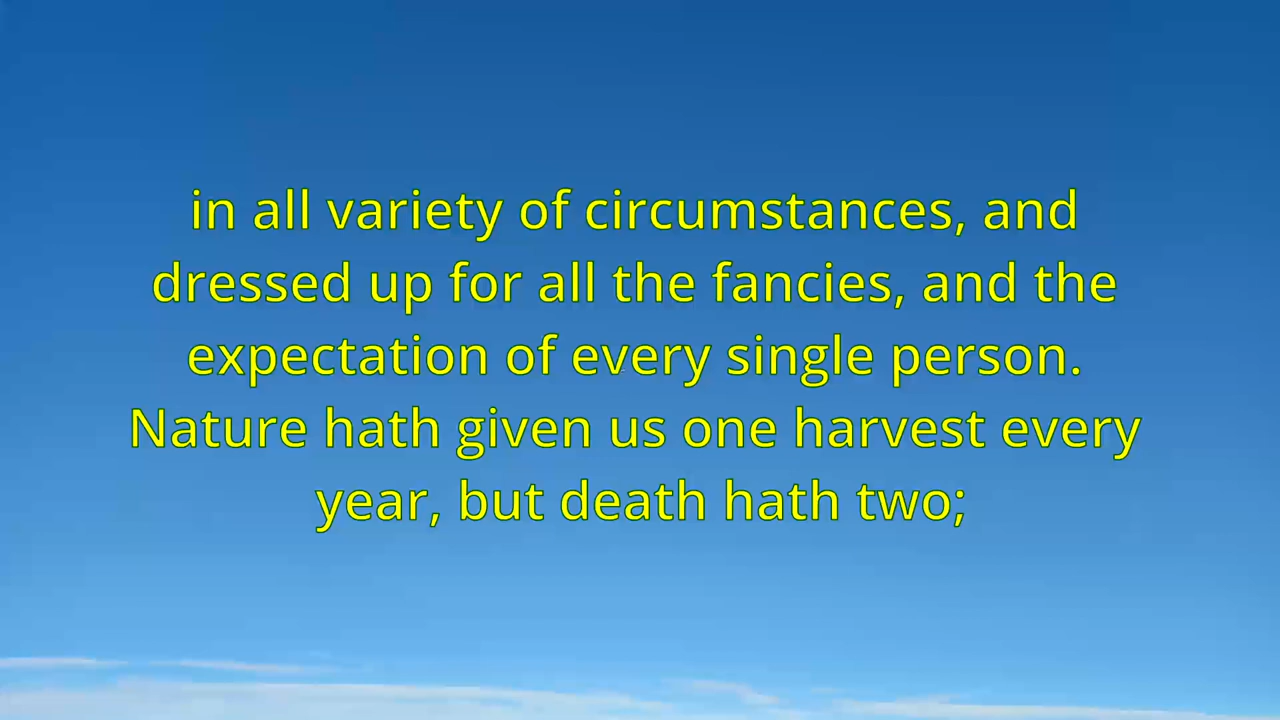 in all variety of circumstances, and
dressed up for all the fancies, and the
expectation of every single person.
Nature hath given us one harvest every
year, but death hath two;